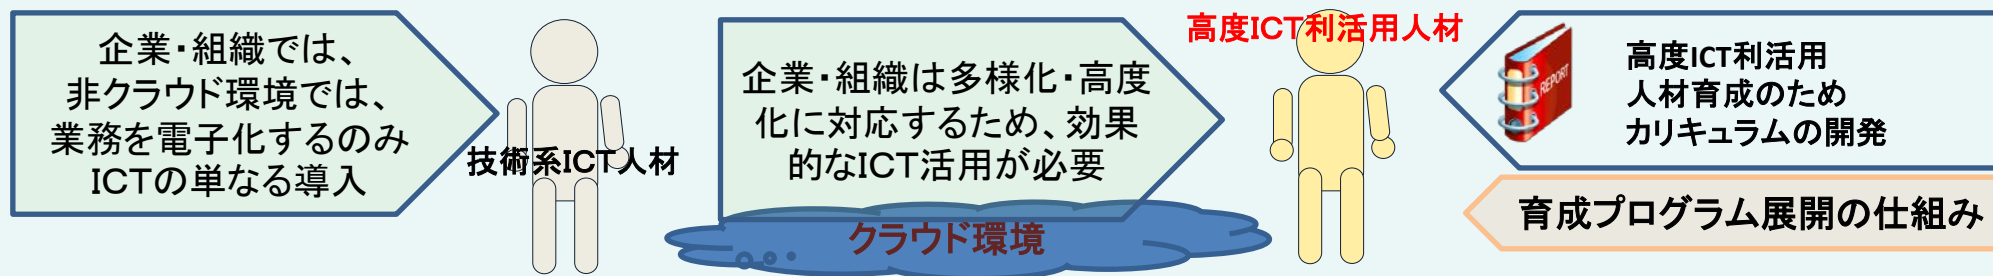 企業・組織では、
非クラウド環境では、
業務を電子化するのみ
ICTの単なる導入
技術系ICT人材
企業・組織は多様化・高度
化に対応するため、効果
的なICT活用が必要
クラウド環境
高度ICT利活用人材
REPORT
高度ICT利活用
人材育成のため
カリキュラムの開発
育成プログラム展開の仕組み